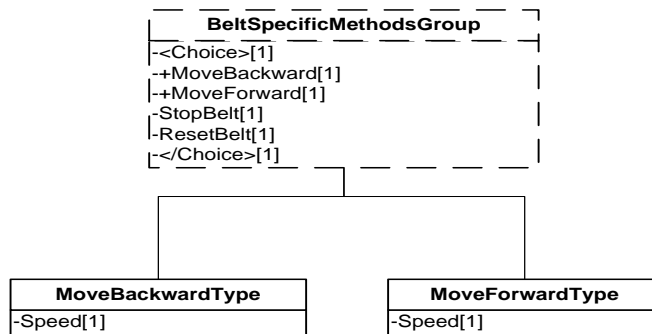 BeltSpecificMethodsGroup
-<Choice>[1]
-+MoveBackward[1]
-+MoveForward[1]
-StopBelt[1]
-ResetBelt[1]
-</Choice>[1]
MoveBackwardType
-Speed[1]
MoveForwardType
-Speed[1]